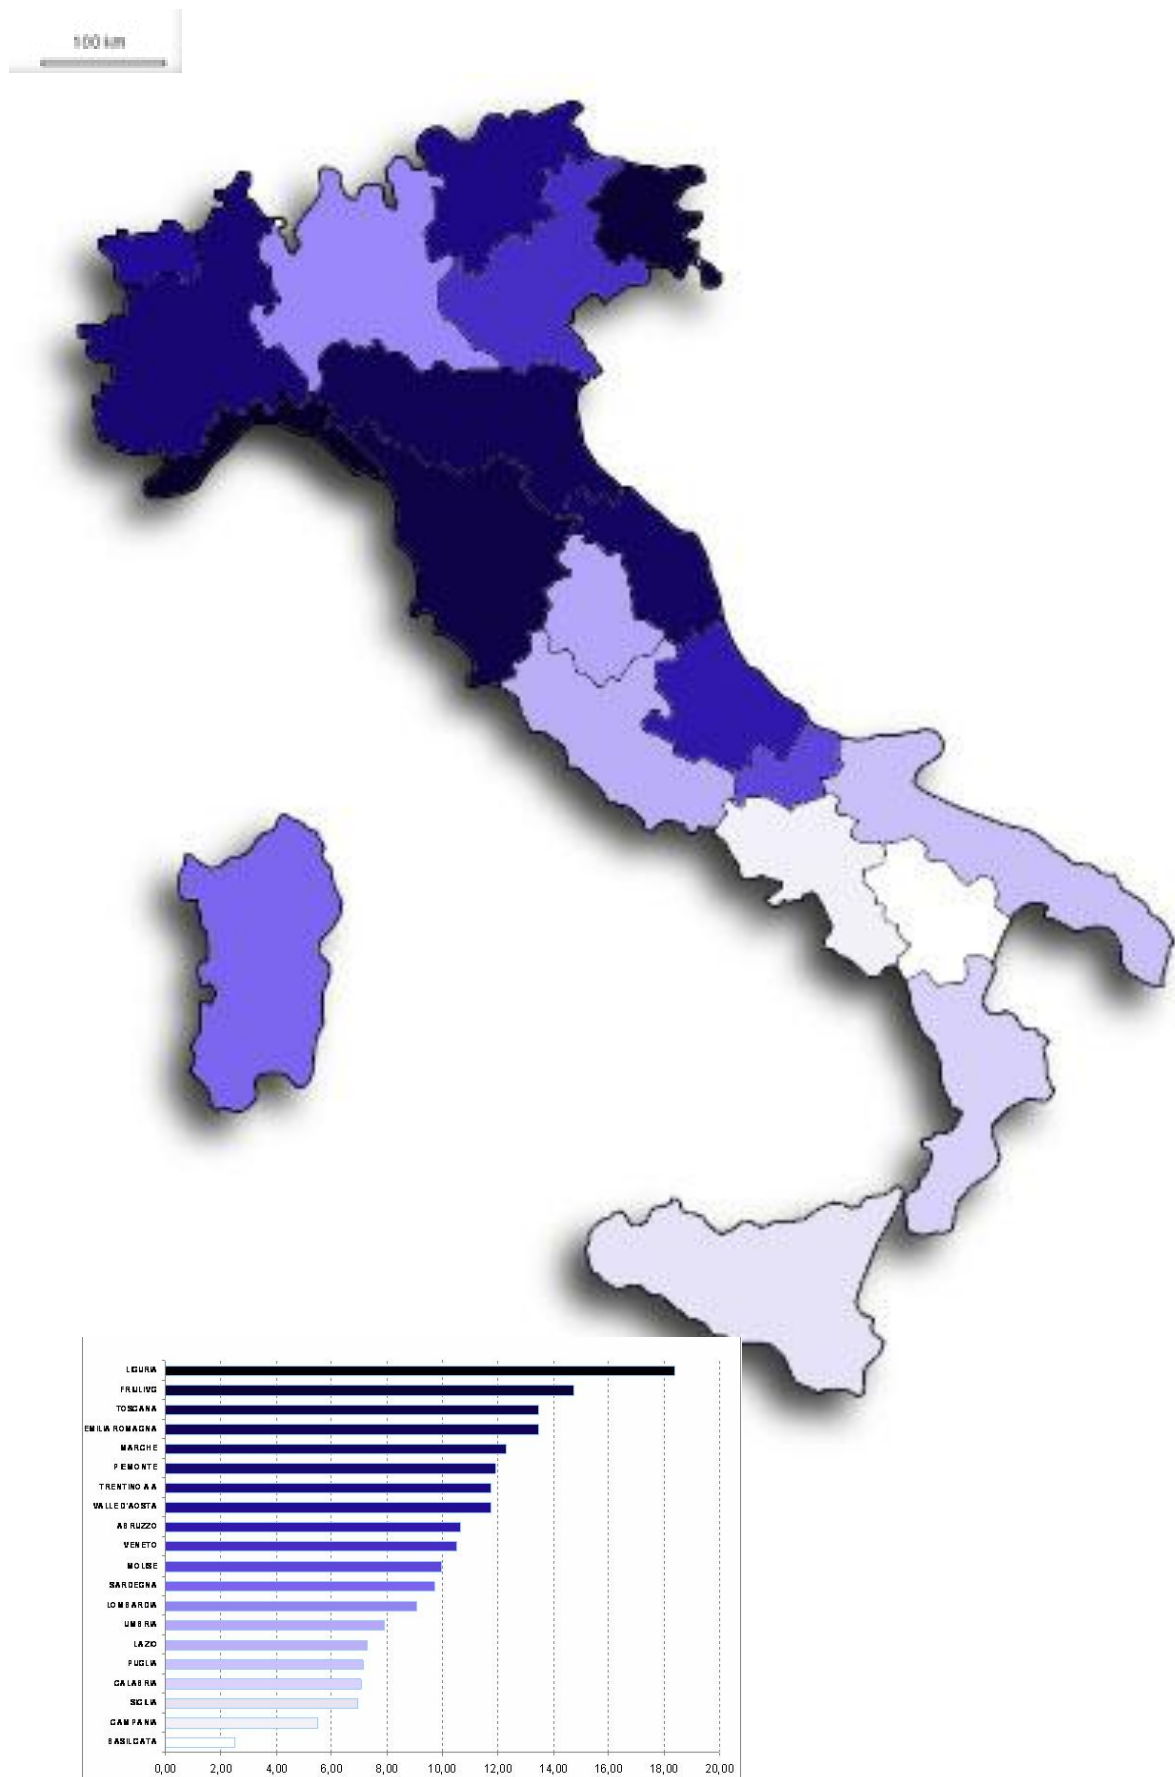 100 km
LIGURIA
FRIULIVG
TOSCANA
EMILIA ROMAGNA
MARCHE
PIEMONTE
TRENTINO AA
VALLE D'AOSTA
ABRUZZO
VENETO
MOLISE
SARDEGNA
LOMBARDIA
UMBRIA
LAZIO
PUGLIA
CALABRIA
SICILIA
CAMPANIA
BASILICATA
0,00 2,00 4,00 6,00 8,00 10,00 12,00 14,00 16,00 18,00 20,00